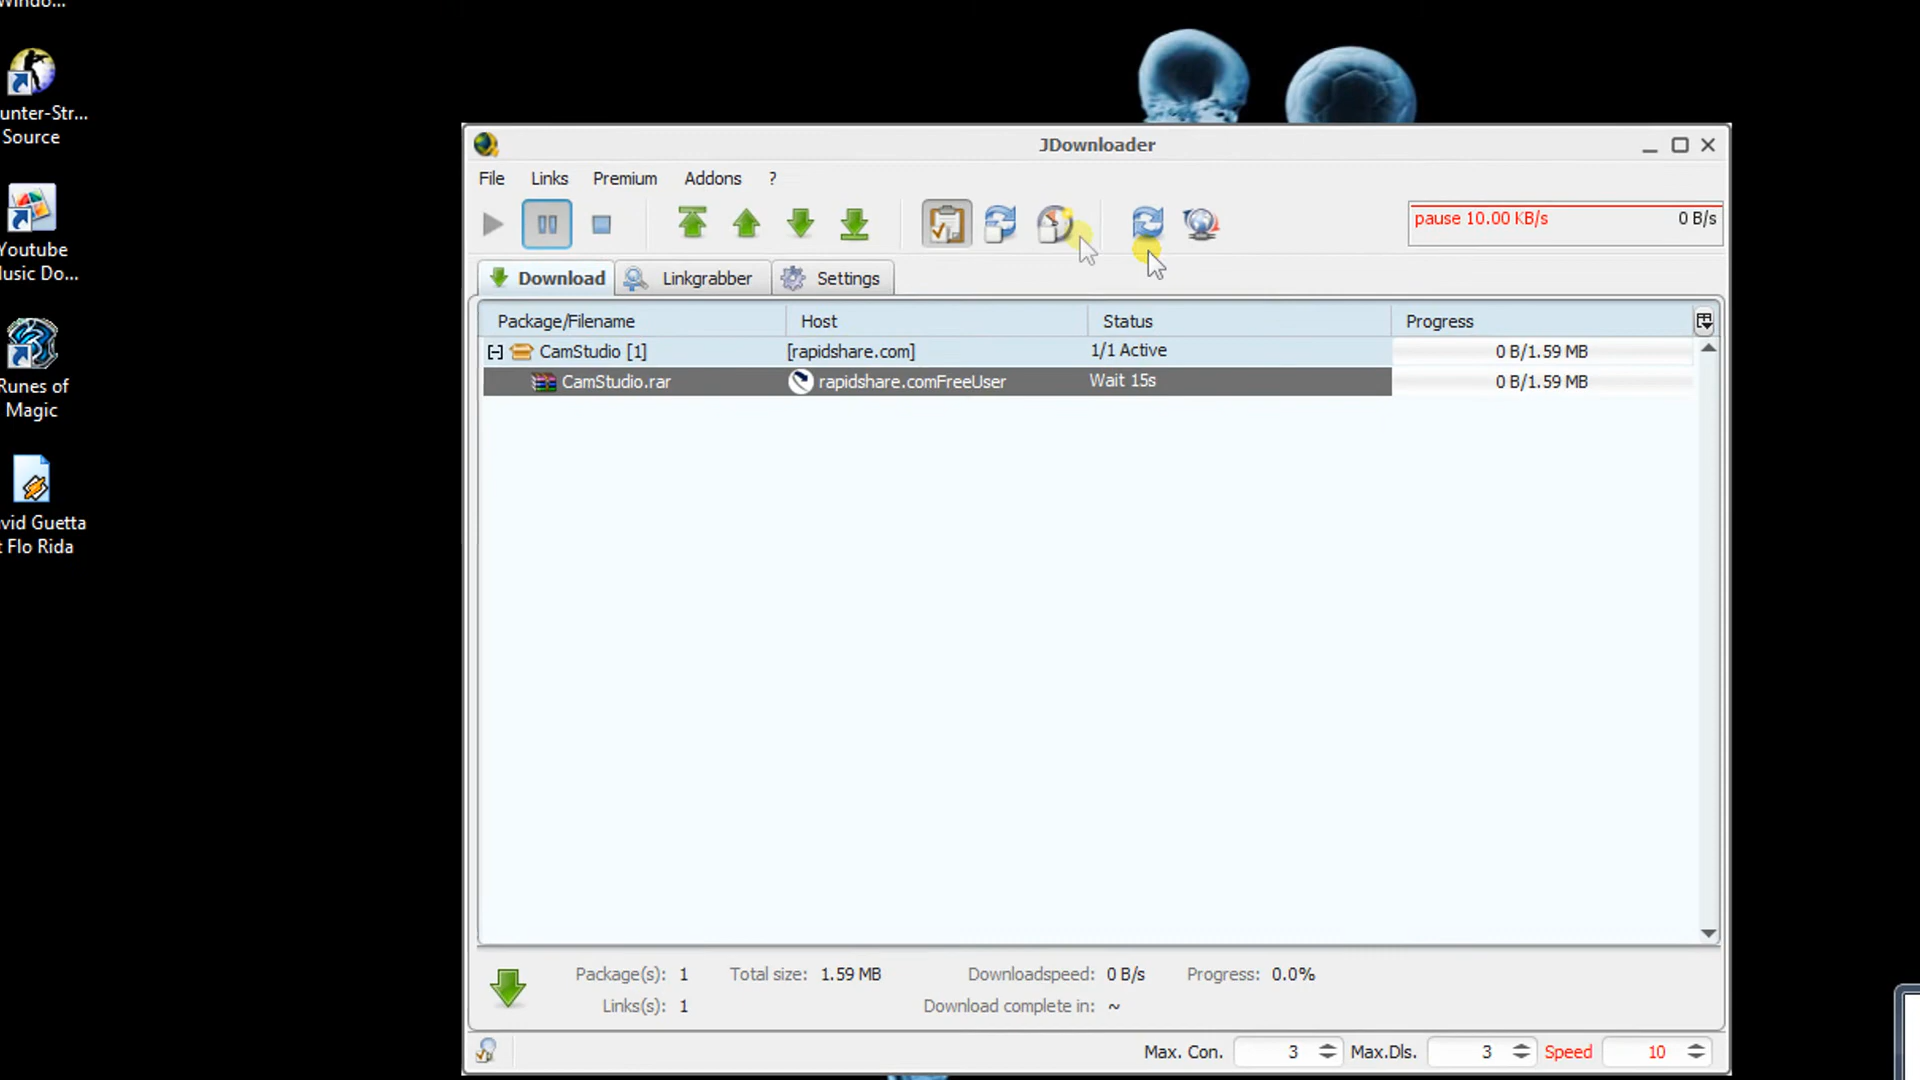 Windo...
unter-Str...
Source
Youtube
Music Do...
Runes of
Magic
vid Guetta
t Flo Rida
JDownloader
File Links Premium Addons ?
pause 10.00 KB/s 0 B/s
Download Linkgrabber Settings
Package/Filename Host Status Progress
CamStudio [1] [rapidshare.com] 1/1 Active 0 B/1.59 MB
CamStudio.rar rapidshare.comFreeUser Wait 15s 0 B/1.59 MB
Package(s): 1 Total size: 1.59 MB Downloadspeed: 0 B/s Progress: 0.0%
Links(s): 1 Download complete in: ~
Max. Con. 3 Max.Dls. 3 Speed 10